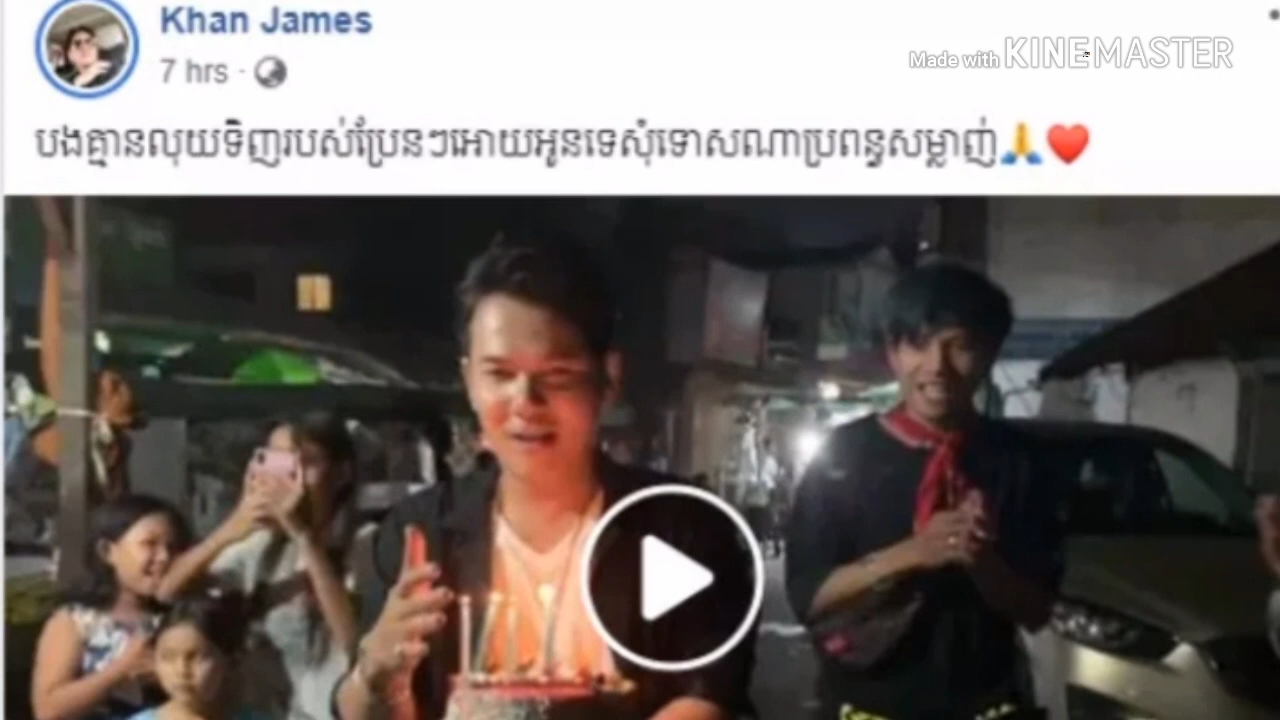 Khan James
7 hrs ·
Made with KINEMASTER
បងគ្មានលុយទិញរបស់ប្រែនៗអោយអូនទេសុំទោសណាប្រពន្ធសម្លាញ់🙏❤️